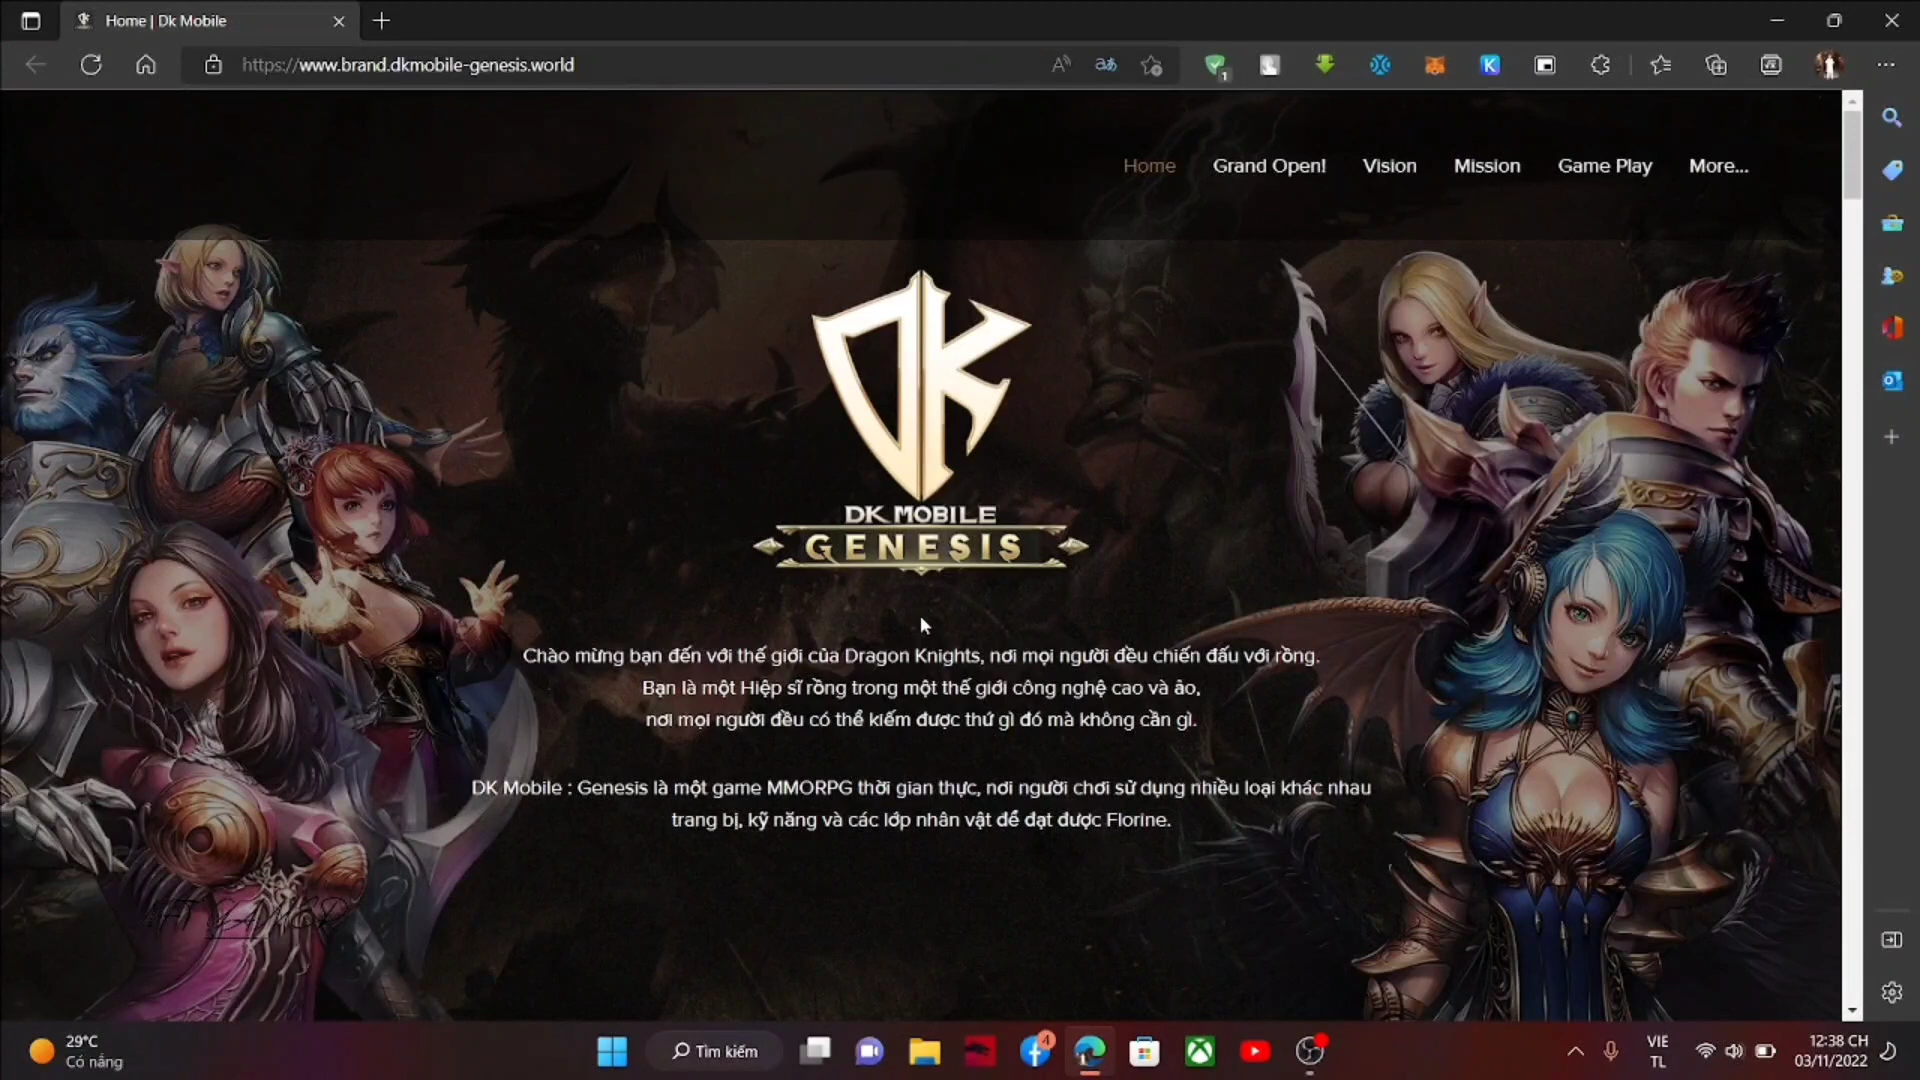 Home | Dk Mobile
https://www.brand.dkmobile-genesis.world
1
Home Grand Open! Vision Mission Game Play More...
DK
DK MOBILE
GENESIS
Chào mừng bạn đến với thế giới của Dragon Knights, nơi mọi người đều chiến đấu với rồng.
Bạn là một Hiệp sĩ rồng trong một thế giới công nghệ cao và ảo,
nơi mọi người đều có thể kiếm được thứ gì đó mà không cần gì.
DK Mobile : Genesis là một game MMORPG thời gian thực, nơi người chơi sử dụng nhiều loại khác nhau
trang bị, kỹ năng và các lớp nhân vật để đạt được Florine.
29°C
Có nắng
Tìm kiếm
4
VIE
TL
12:38 CH
03/11/2022